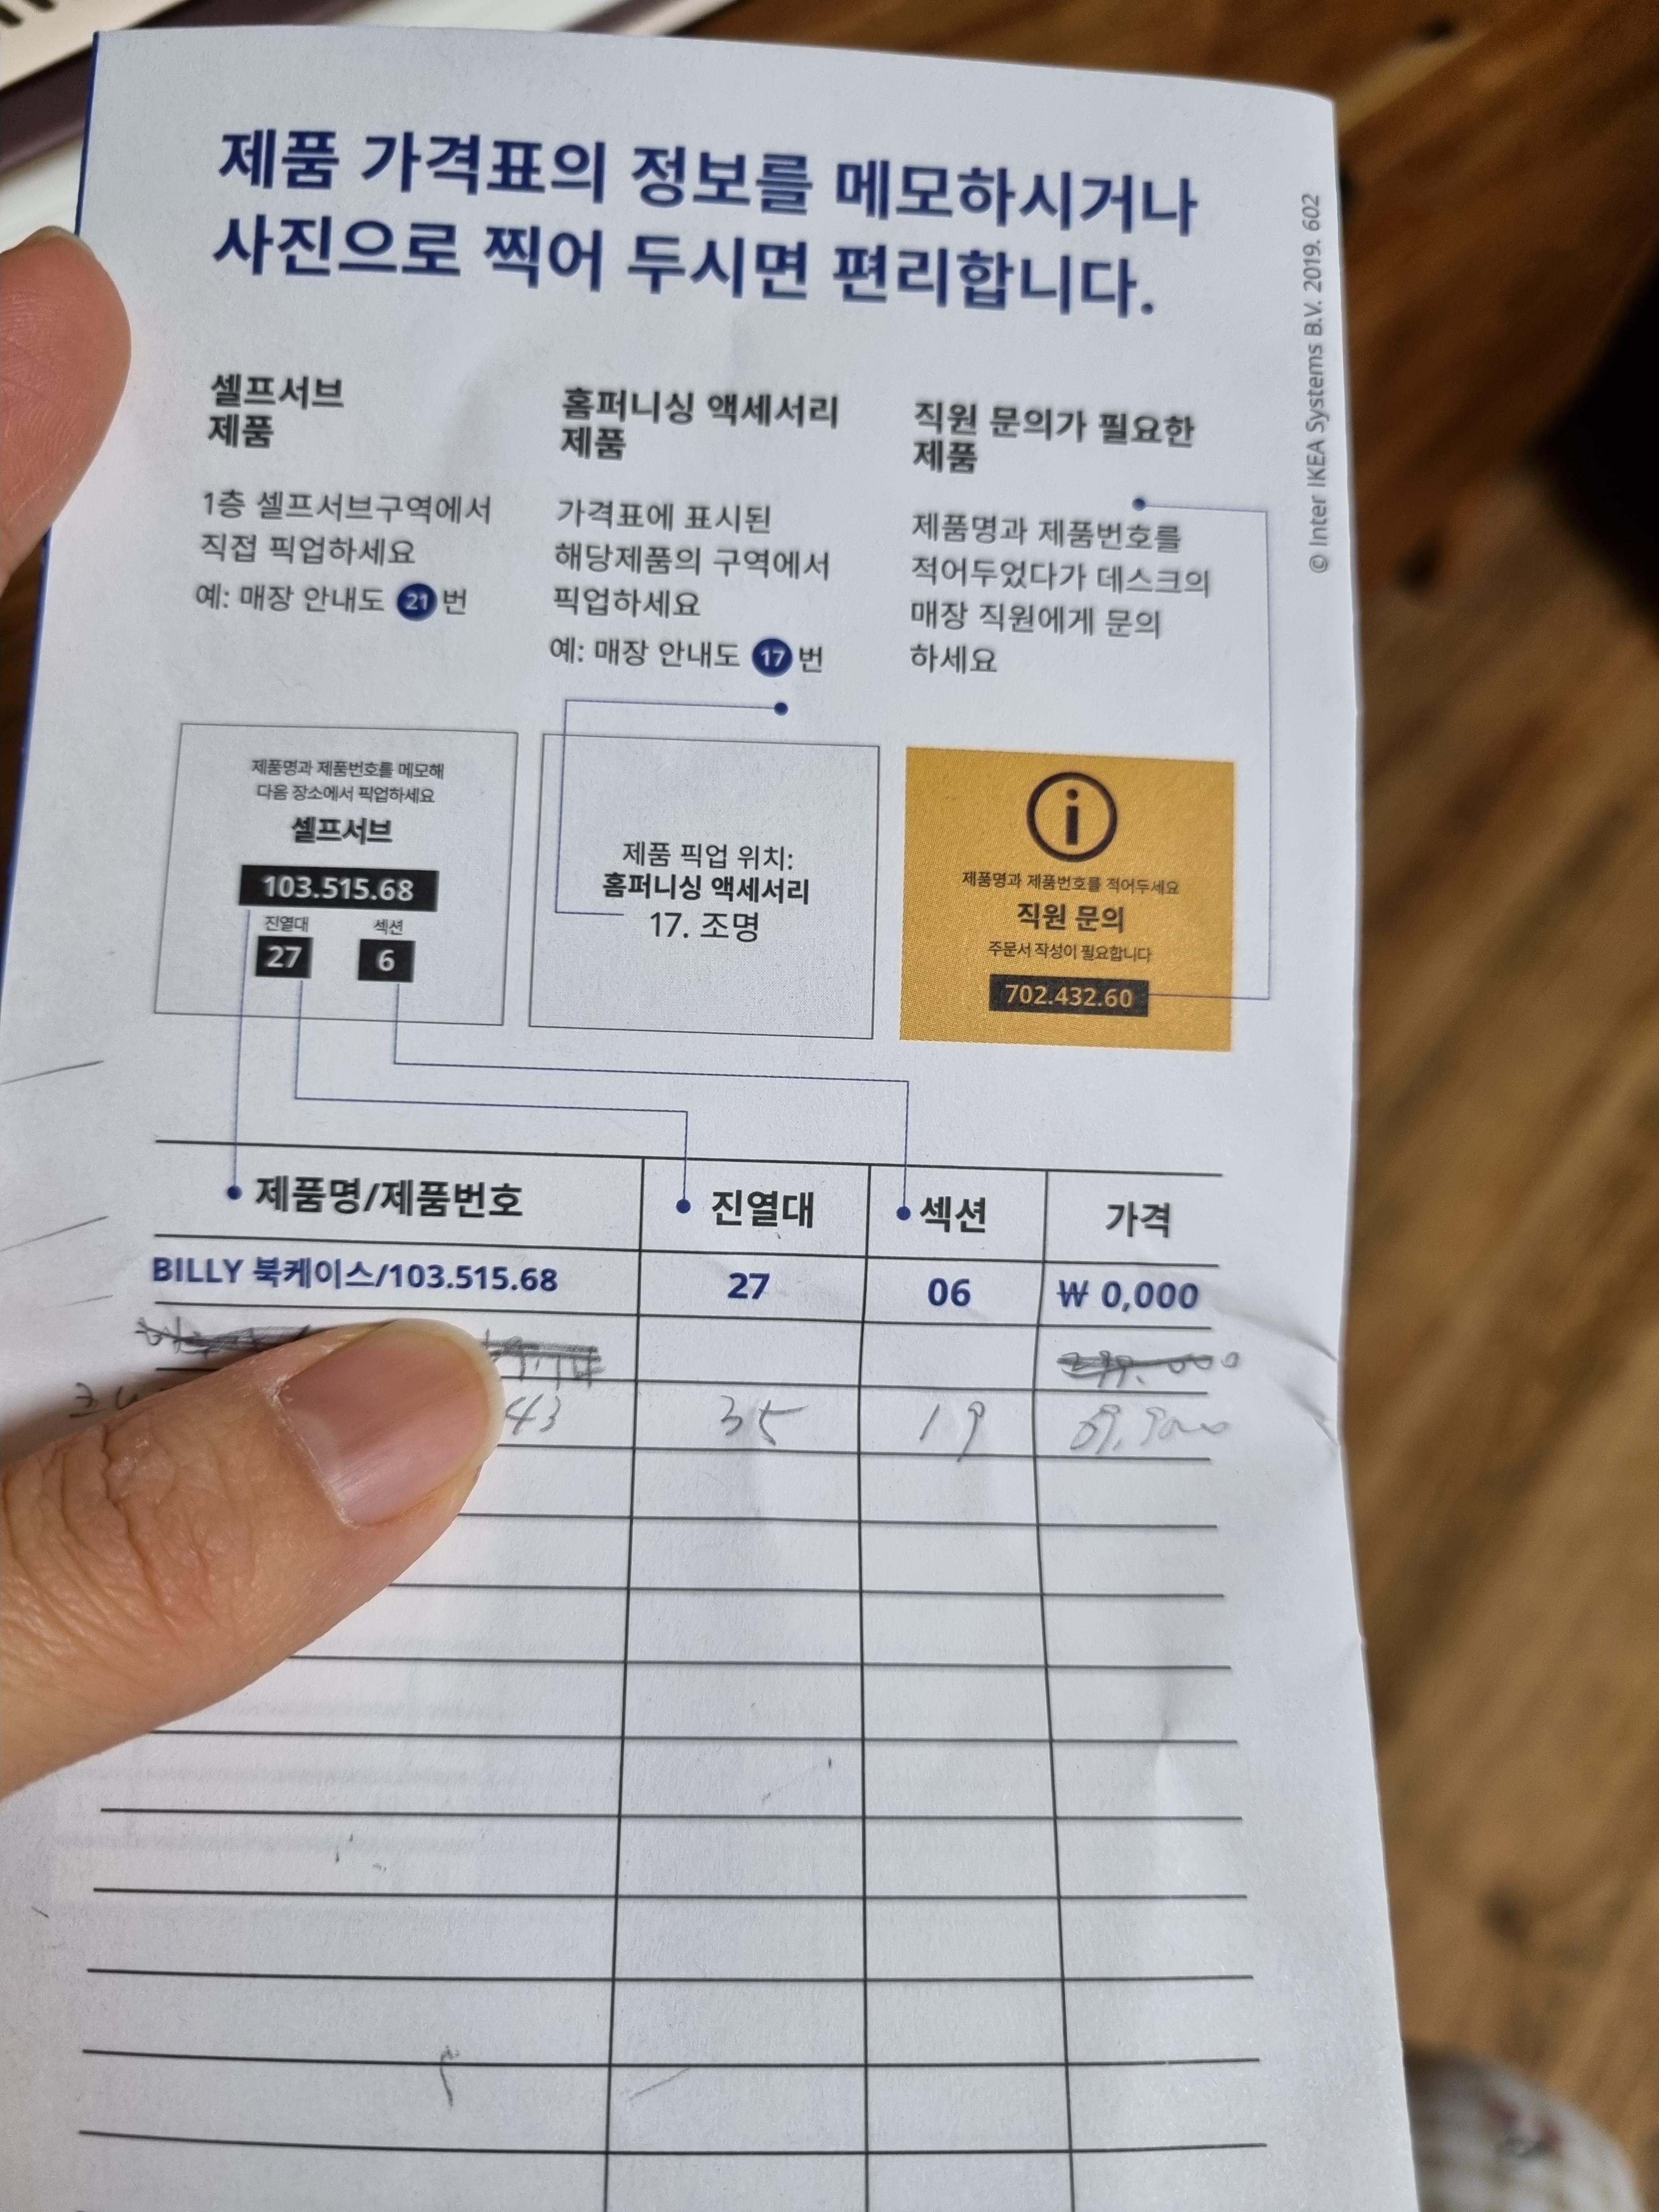 제품 가격표의 정보를 메모하시거나
사진으로 찍어 두시면 편리합니다.
© Inter IKEA Systems B.V. 2019. 602
셀프서브
제품
1층 셀프서브구역에서
직접 픽업하세요
예: 매장 안내도 21 번
홈퍼니싱 액세서리
제품
가격표에 표시된
해당제품의 구역에서
픽업하세요
예: 매장 안내도 17 번
직원 문의가 필요한
제품
제품명과 제품번호를
적어두었다가 데스크의
매장 직원에게 문의
하세요
제품명과 제품번호를 메모해
다음 장소에서 픽업하세요
셀프서브
103.515.68
진열대 섹션
27 6
제품 픽업 위치:
홈퍼니싱 액세서리
17. 조명
i
제품명과 제품번호를 적어두세요
직원 문의
주문서 작성이 필요합니다
702.432.60
제품명/제품번호 진열대 섹션 가격
BILLY 북케이스/103.515.68 27 06 ₩ 0,000
43 35 19